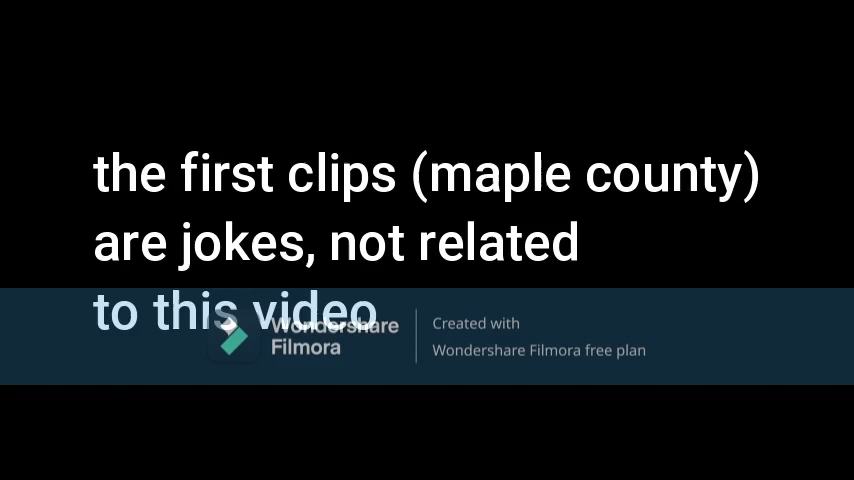 the first clips (maple county)
are jokes, not related
to this video
Wondershare
Filmora
Created with
Wondershare Filmora free plan